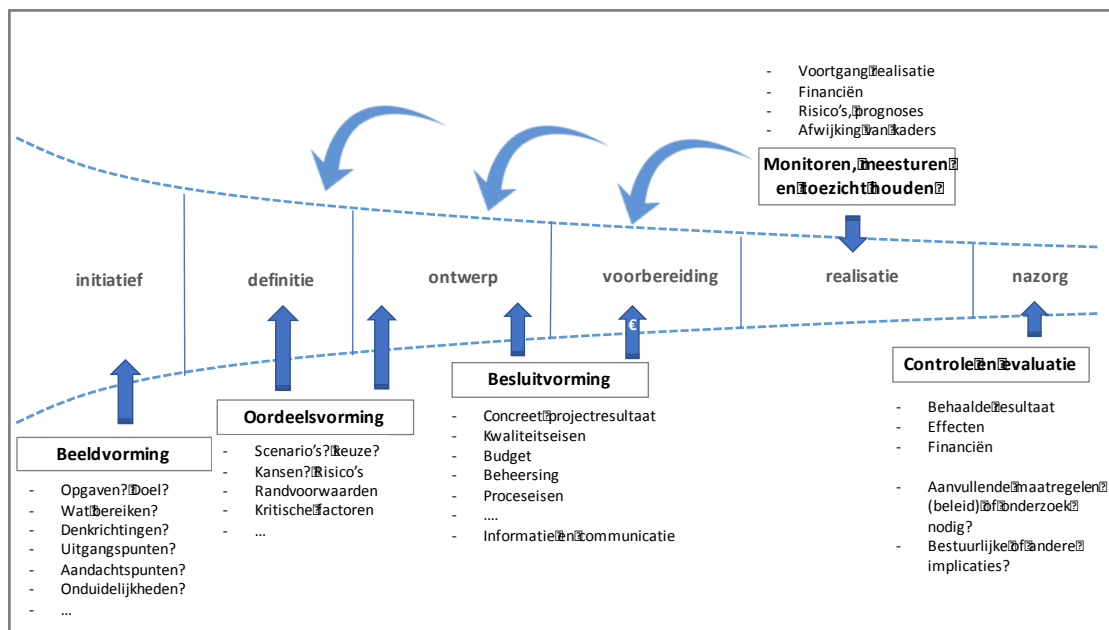 - Voortgang realisatie
- Financiën
- Risico's, prognoses
- Afwijking van kaders
Monitoren, meesturen
en toezicht houden
initiatief
definitie
ontwerp
voorbereiding
realisatie
nazorg
€
Beeldvorming
- Opgaven? Doel?
- Wat bereiken?
- Denkrichtingen?
- Uitgangspunten?
- Aandachtspunten?
- Onduidelijkheden?
- ...
Oordeelsvorming
- Scenario's? keuze?
- Kansen? Risico's
- Randvoorwaarden
- Kritische factoren
- ...
Besluitvorming
- Concreet projectresultaat
- Kwaliteitseisen
- Budget
- Beheersing
- Proceseisen
- ....
- Informatie en communicatie
Controle en evaluatie
- Behaalde resultaat
- Effecten
- Financiën
- Aanvullende maatregelen
(beleid) of onderzoek
nodig?
- Bestuurlijke of andere
implicaties?